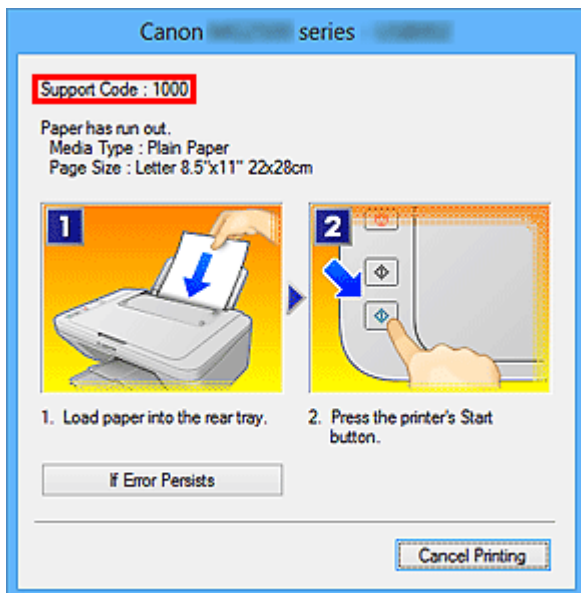 Canon series
Support Code : 1000
Paper has run out.
Media Type : Plain Paper
Page Size : Letter 8.5"x11" 22x28cm
1
2
1. Load paper into the rear tray.
2. Press the printer's Start
button.
If Error Persists
Cancel Printing